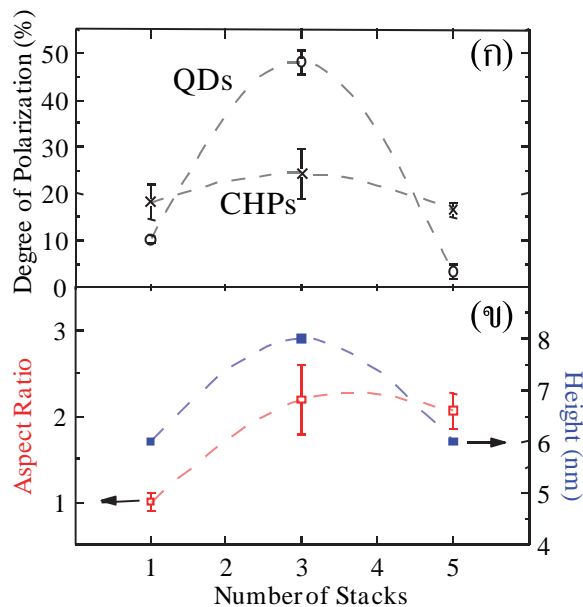 Degree of Polarization (%)
50
40
30
20
10
0
QDs
CHPs
(ก)
Aspect Ratio
3
2
1
(ข)
8
7
6
5
4
Height (nm)
1 2 3 4 5
Number of Stacks